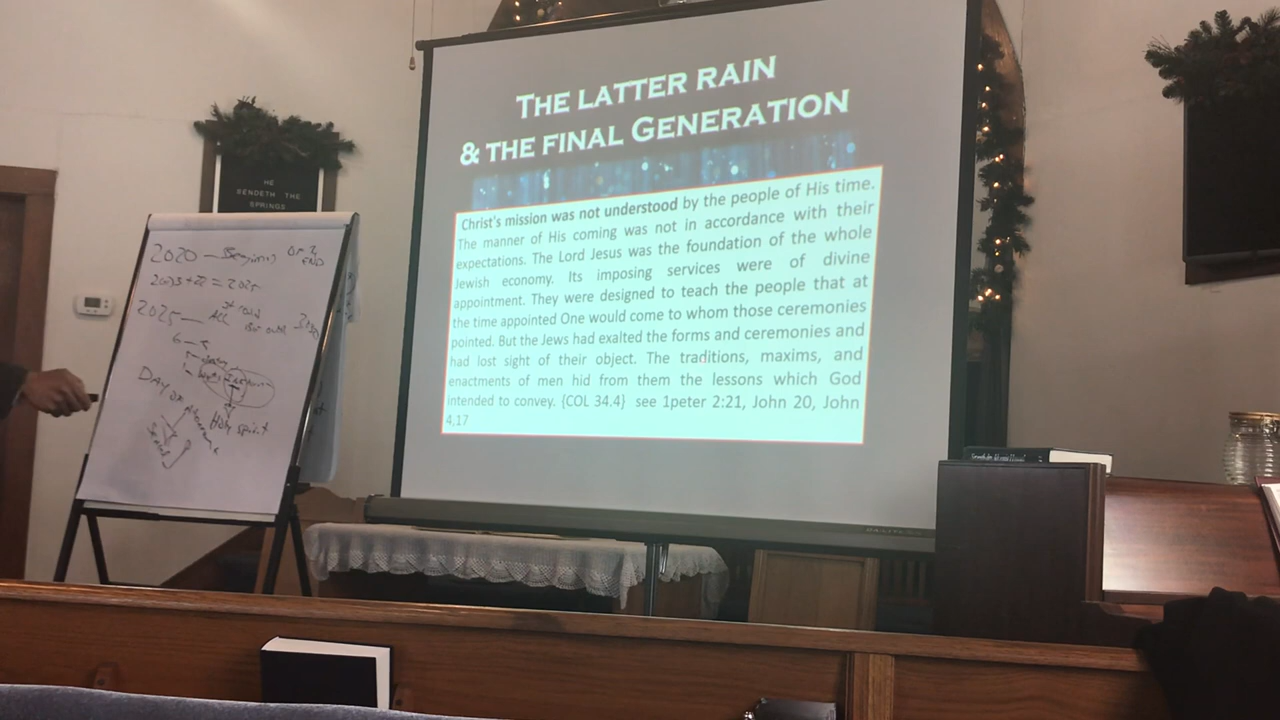 THE LATTER RAIN
& THE FINAL GENERATION
Christ's mission was not understood by the people of His time.
The manner of His coming was not in accordance with their
expectations. The Lord Jesus was the foundation of the whole
Jewish economy. Its imposing services were of divine
appointment. They were designed to teach the people that at
the time appointed One would come to whom those ceremonies
pointed. But the Jews had exalted the forms and ceremonies and
had lost sight of their object. The traditions, maxims, and
enactments of men hid from them the lessons which God
intended to convey. {COL 34.4} see 1peter 2:21, John 20, John
4,17
HE
SENDETH THE
SPRINGS
2020 — OF
END
= 2025
2025 —
ALL
DAY OF
Holy spirit